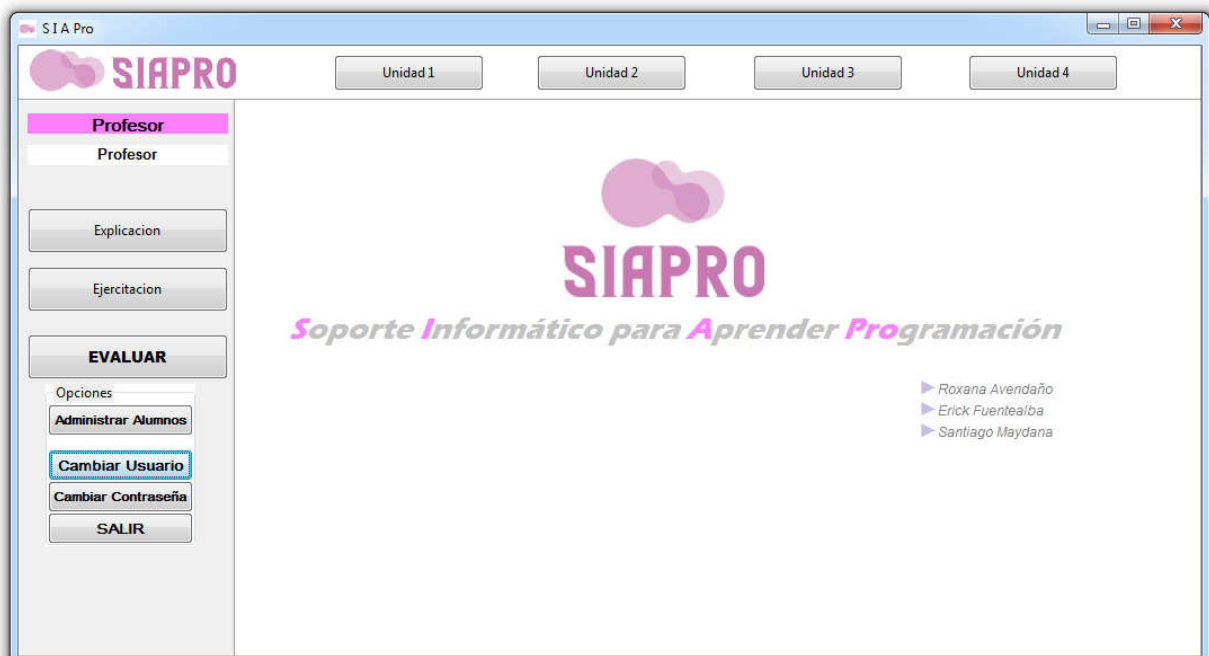 S I A Pro
SIAPRO
Unidad 1
Unidad 2
Unidad 3
Unidad 4
Profesor
Profesor
Explicacion
Ejercitacion
EVALUAR
Opciones
Administrar Alumnos
Cambiar Usuario
Cambiar Contraseña
SALIR
SIAPRO
Soporte Informático para Aprender Programación
Roxana Avendaño
Erick Fuentealba
Santiago Maydana